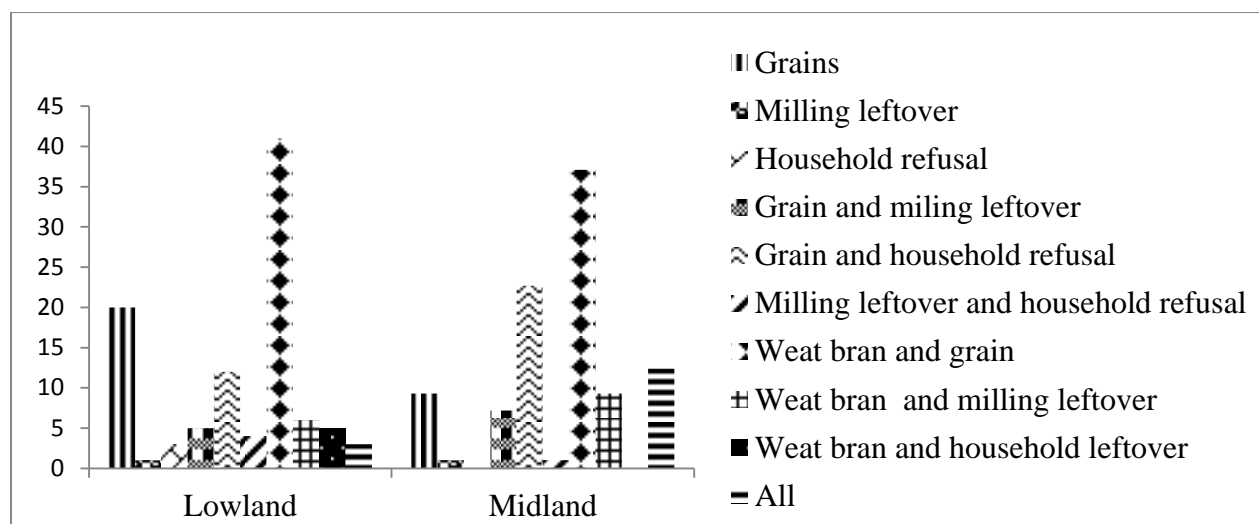 45
40
35
30
25
20
15
10
5
0
Lowland Midland
Grains
Milling leftover
Household refusal
Grain and miling leftover
Grain and household refusal
Milling leftover and household refusal
Weat bran and grain
Weat bran and milling leftover
Weat bran and household leftover
All